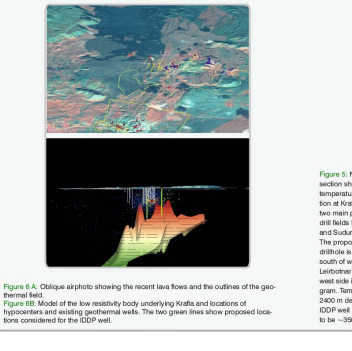 Figure 6 A: Oblique airphoto showing the recent lava flows and the outlines of the geo-
thermal field.
Figure 6B: Model of the low resistivity body underlying Krafla and locations of
hypocenters and existing geothermal wells. The two green lines show proposed loca-
tions considered for the IDDP well.
Figure 5: N
section sh
temperatu
tion at Kra
two main p
drill fields
and Sudur
The propo
drillhole is
south of w
Leirbotnar
west side i
gram. Tem
2400 m de
IDDP well
to be ~35